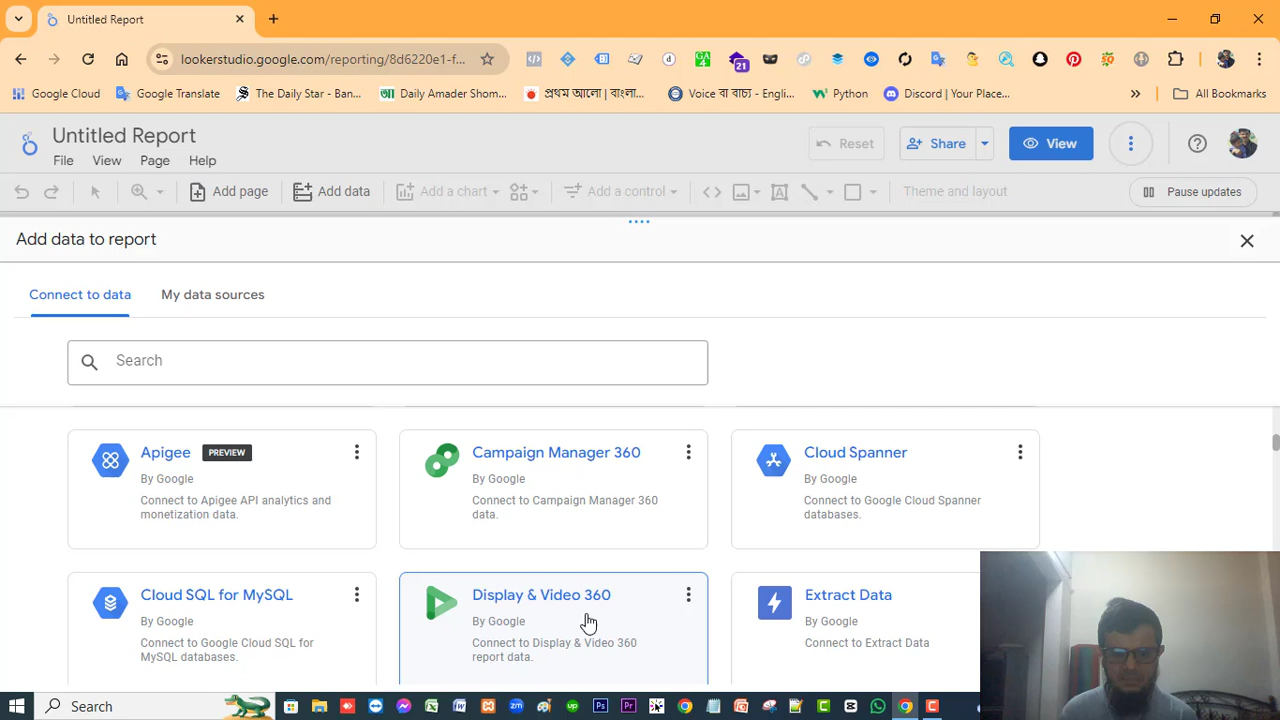 Untitled Report
lookerstudio.google.com/reporting/8d6220e1-f...
GA4
21
Google Cloud
Google Translate
The Daily Star - Ban...
Daily Amader Shom...
প্রথম আলো | বাংলা...
Voice বা বাচ্য - Engli...
Python
Discord | Your Place...
All Bookmarks
Untitled Report
File View Page Help
Reset
Share
View
Add page
Add data
Add a chart
Add a control
Theme and layout
Pause updates
Add data to report
Connect to data
My data sources
Search
Apigee PREVIEW
By Google
Connect to Apigee API analytics and
monetization data.
Campaign Manager 360
By Google
Connect to Campaign Manager 360
data.
Cloud Spanner
By Google
Connect to Google Cloud Spanner
databases.
Cloud SQL for MySQL
By Google
Connect to Google Cloud SQL for
MySQL databases.
Display & Video 360
By Google
Connect to Display & Video 360
report data.
Extract Data
By Google
Connect to Extract Data
Search